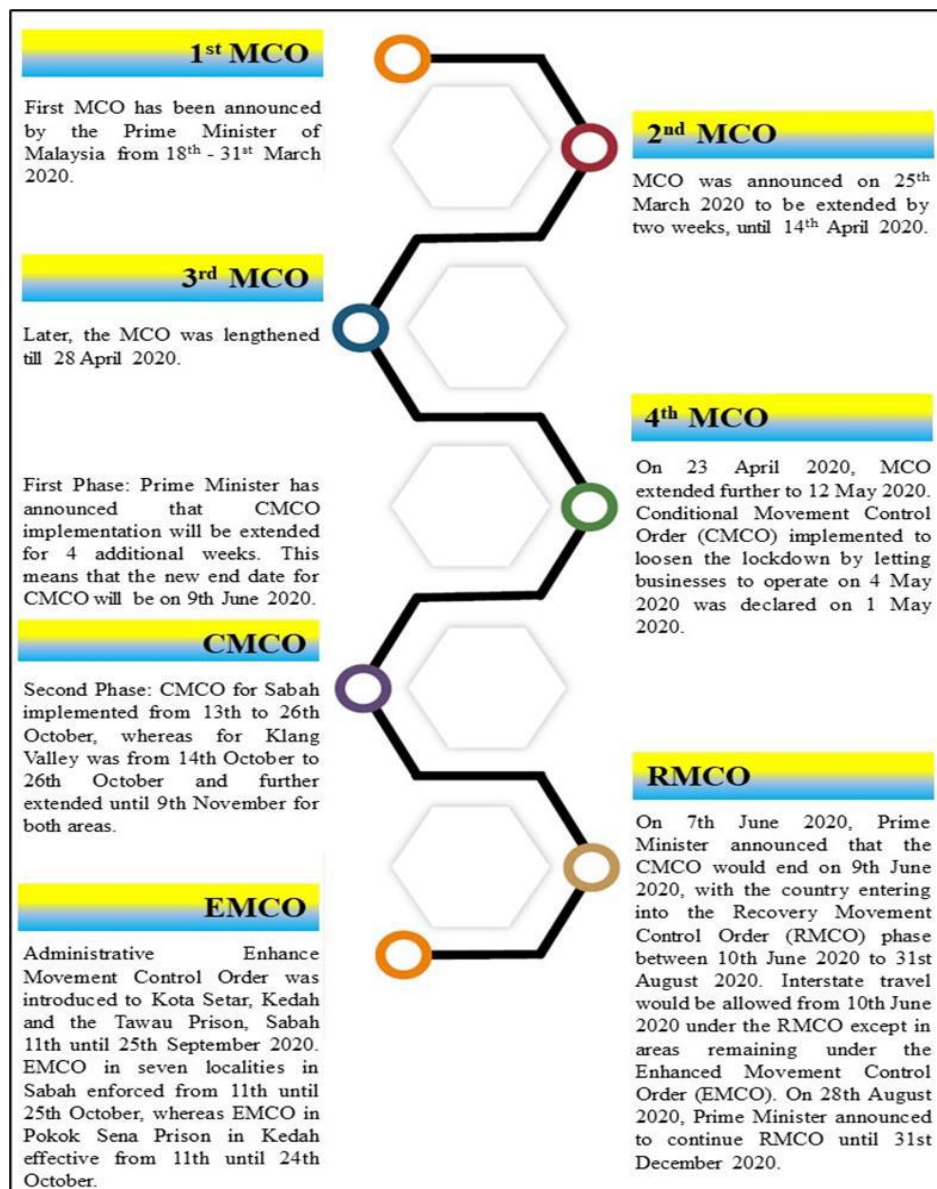 1st MCO
First MCO has been announced
by the Prime Minister of
Malaysia from 18th - 31st March
2020.
2nd MCO
MCO was announced on 25th
March 2020 to be extended by
two weeks, until 14th April 2020.
3rd MCO
Later, the MCO was lengthened
till 28 April 2020.
4th MCO
On 23 April 2020, MCO
extended further to 12 May 2020.
Conditional Movement Control
Order (CMCO) implemented to
loosen the lockdown by letting
businesses to operate on 4 May
2020 was declared on 1 May
2020.
First Phase: Prime Minister has
announced that CMCO
implementation will be extended
for 4 additional weeks. This
means that the new end date for
CMCO will be on 9th June 2020.
CMCO
Second Phase: CMCO for Sabah
implemented from 13th to 26th
October, whereas for Klang
Valley was from 14th October to
26th October and further
extended until 9th November for
both areas.
RMCO
On 7th June 2020, Prime
Minister announced that the
CMCO would end on 9th June
2020, with the country entering
into the Recovery Movement
Control Order (RMCO) phase
between 10th June 2020 to 31st
August 2020. Interstate travel
would be allowed from 10th June
2020 under the RMCO except in
areas remaining under the
Enhanced Movement Control
Order (EMCO). On 28th August
2020, Prime Minister announced
to continue RMCO until 31st
December 2020.
EMCO
Administrative Enhance
Movement Control Order was
introduced to Kota Setar, Kedah
and the Tawau Prison, Sabah
11th until 25th September 2020.
EMCO in seven localities in
Sabah enforced from 11th until
25th October, whereas EMCO in
Pokok Sena Prison in Kedah
effective from 11th until 24th
October.